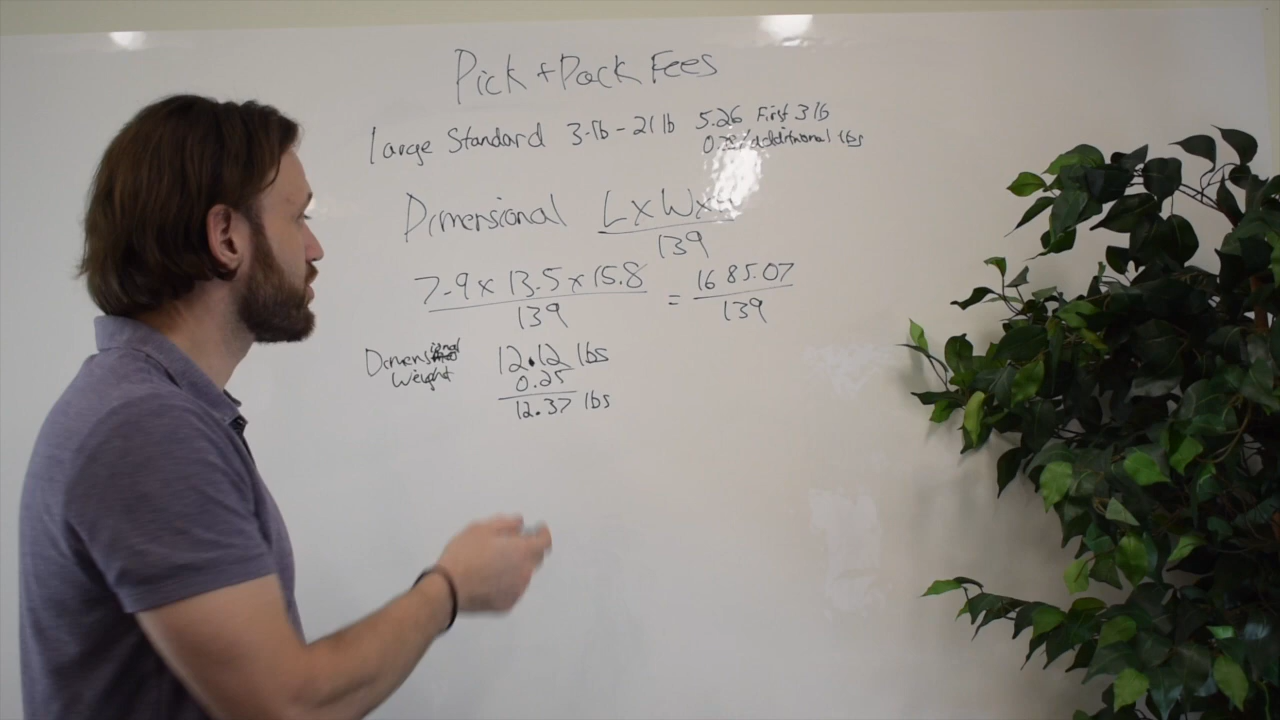 Pick + Pack Fees
Large Standard 3-lb - 21 lb 5.26 First 3 lb
additional lbs
Dimensional L x W x
139
7.9 x 13.5 x 15.8 = 1685.07
139 139
Dimensional 12.12 lbs
Weight 0.25
12.37 lbs